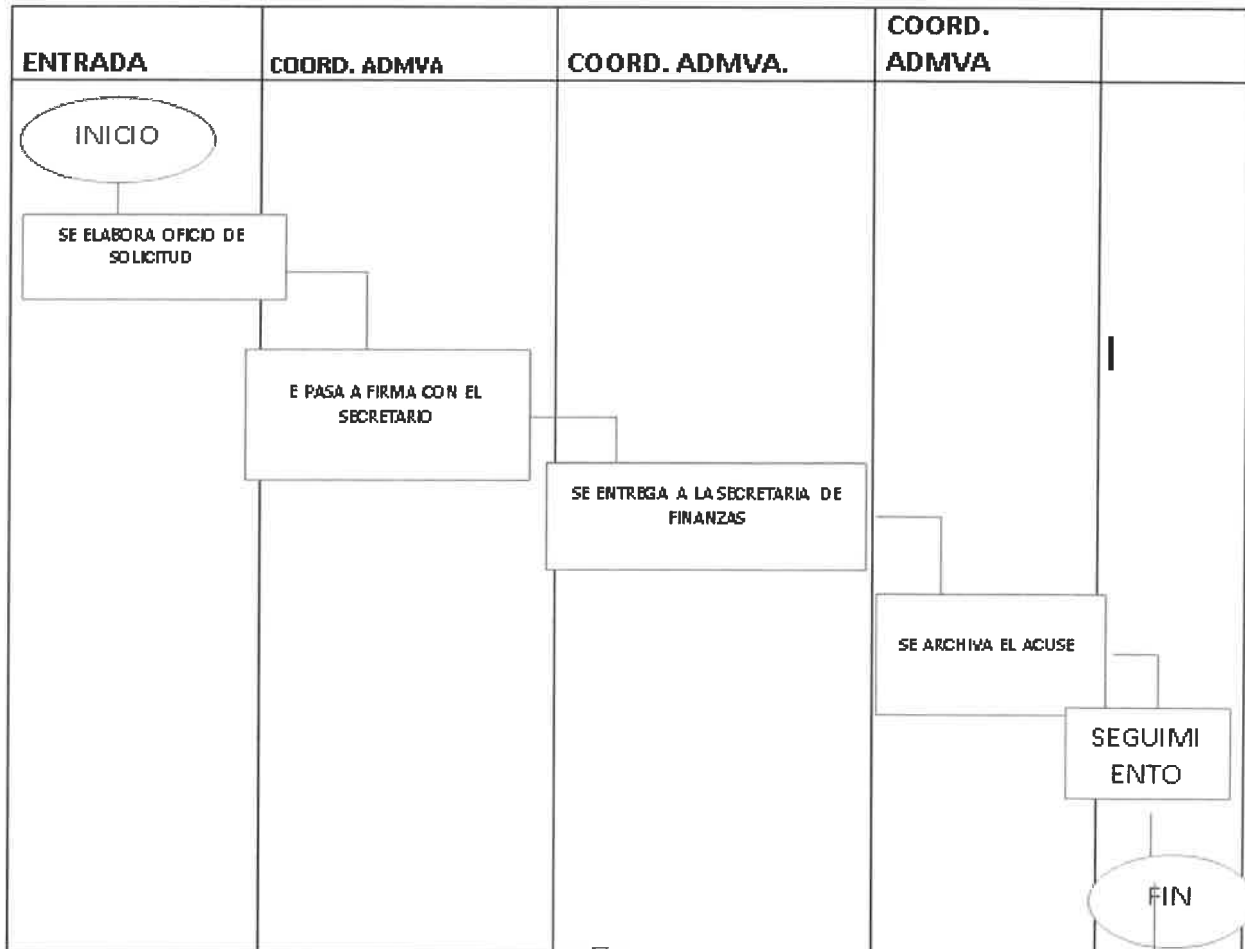 ENTRADA
COORD. ADMVA
COORD. ADMVA.
COORD.
ADMVA
INICIO
SE ELABORA OFICIO DE
SOLICITUD
E PASA A FIRMA CON EL
SECRETARIO
SE ENTREGA A LA SECRETARIA DE
FINANZAS
SE ARCHIVA EL ACUSE
SEGUIMI
ENTO
FIN